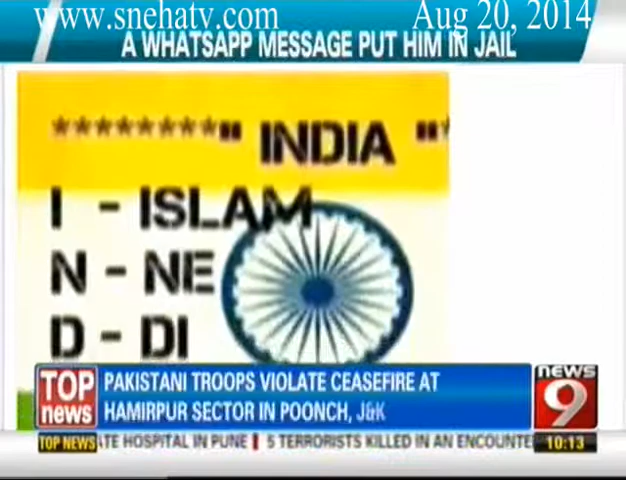 www.snehatv.com
Aug 20, 2014
A WHATSAPP MESSAGE PUT HIM IN JAIL
********" INDIA "*
I - ISLAM
N - NE
D - DI
TOP news
PAKISTANI TROOPS VIOLATE CEASEFIRE AT
HAMIRPUR SECTOR IN POONCH, J&K
NEWS
9
TOP NEWS
TE HOSPITAL IN PUNE
5 TERRORISTS KILLED IN AN ENCOUNTE
10:13